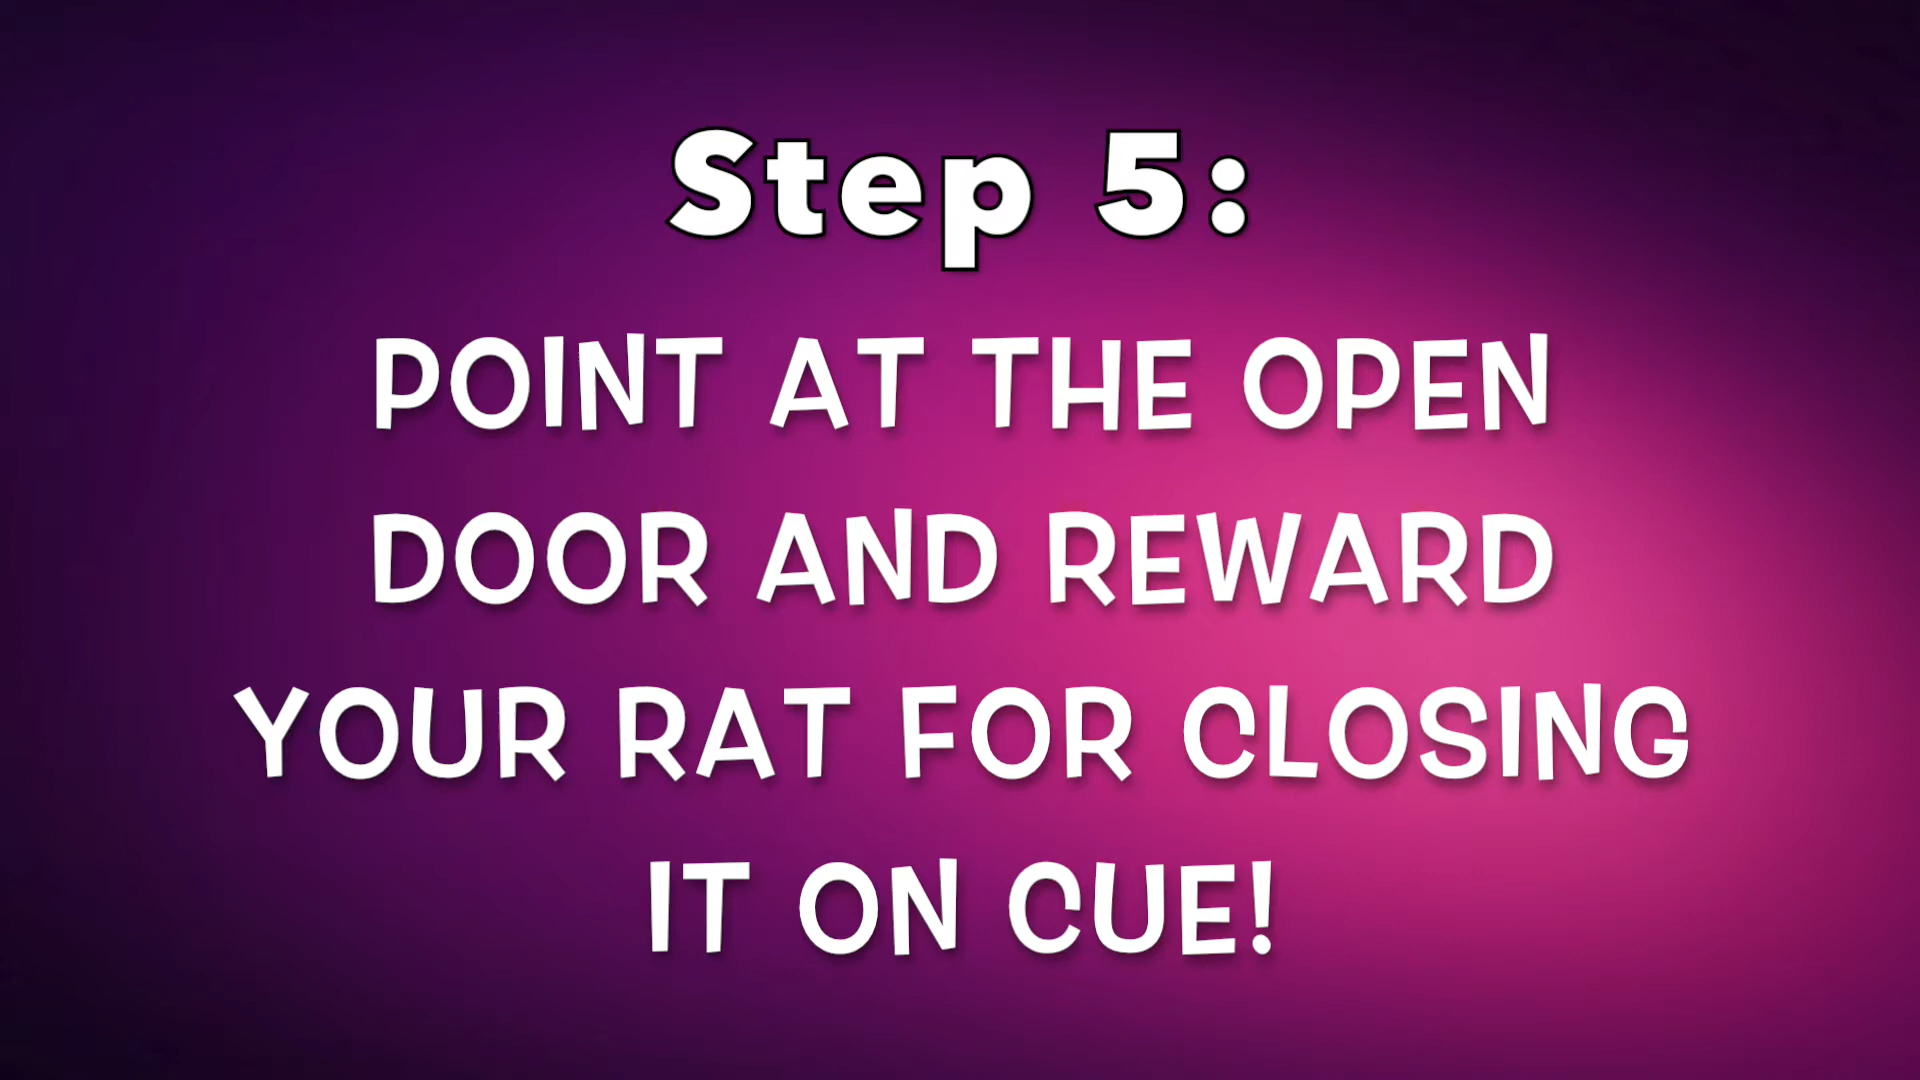 Step 5:
POINT AT THE OPEN
DOOR AND REWARD
YOUR RAT FOR CLOSING
IT ON CUE!